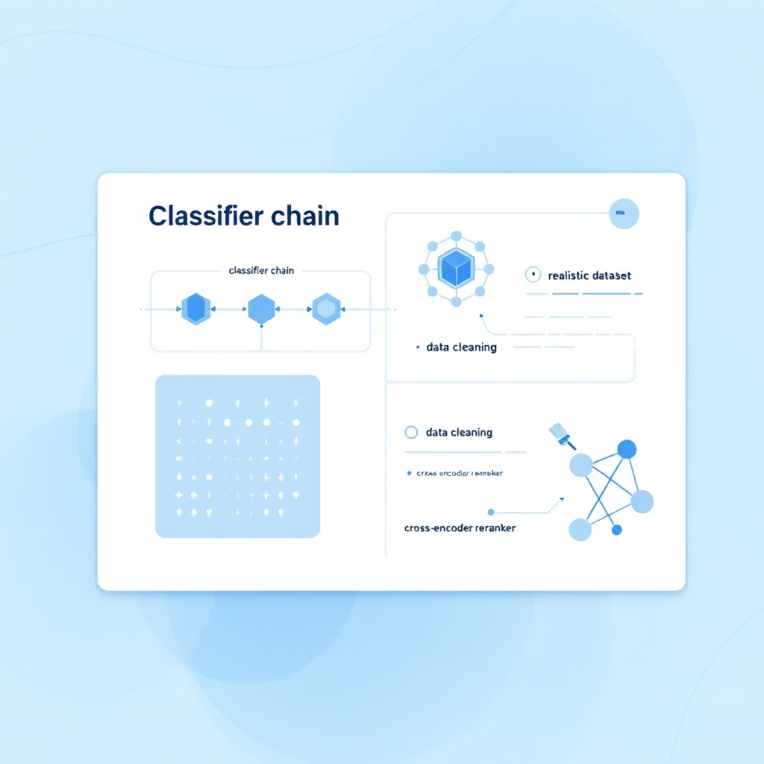 Classifier chain
classifier chain
realistic dataset
data cleaning
data cleaning
cross-encoder reranker